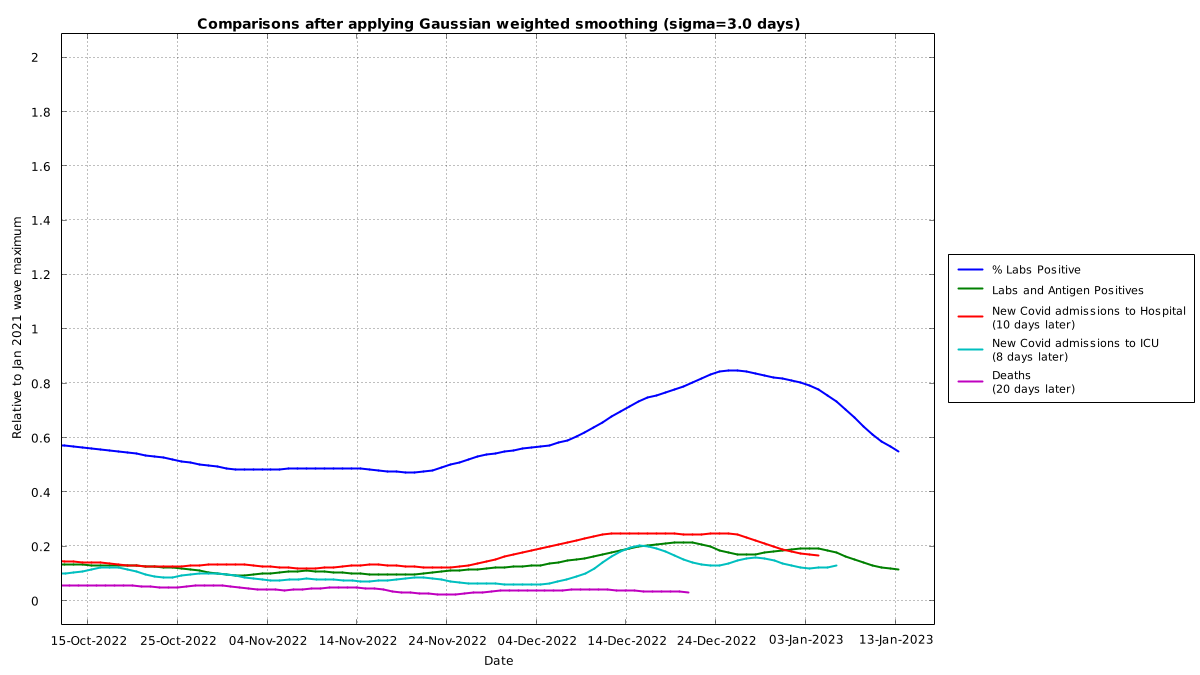 Comparisons after applying Gaussian weighted smoothing (sigma=3.0 days)
Relative to Jan 2021 wave maximum
2
1.8
1.6
1.4
1.2
1
0.8
0.6
0.4
0.2
0
15-Oct-2022 25-Oct-2022 04-Nov-2022 14-Nov-2022 24-Nov-2022 04-Dec-2022 14-Dec-2022 24-Dec-2022 03-Jan-2023 13-Jan-2023
Date
% Labs Positive
Labs and Antigen Positives
New Covid admissions to Hospital
(10 days later)
New Covid admissions to ICU
(8 days later)
Deaths
(20 days later)